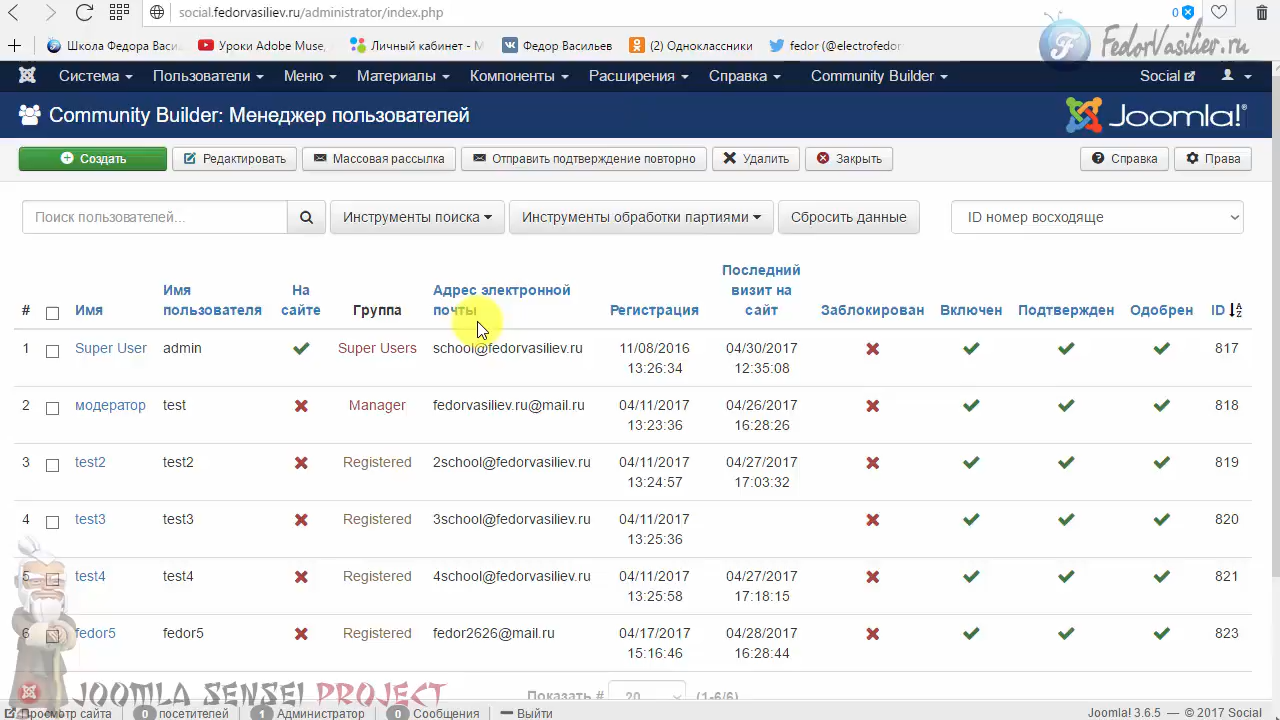 social.fedorvasiliev.ru/administrator/index.php
0
Школа Федора Васи
Уроки Adobe Muse,
Личный кабинет - М
Федор Васильев
(2) Одноклассники
fedor (@electrofedor
FedorVasiliev.ru
Система
Пользователи
Меню
Материалы
Компоненты
Расширения
Справка
Community Builder
Social
Community Builder: Менеджер пользователей
Joomla!
Создать
Редактировать
Массовая рассылка
Отправить подтверждение повторно
Удалить
Закрыть
Справка
Права
Поиск пользователей...
Инструменты поиска
Инструменты обработки партиями
Сбросить данные
ID номер восходяще
# Имя Имя пользователя На сайте Группа Адрес электронной почты Регистрация Последний визит на сайт Заблокирован Включен Подтвержден Одобрен ID
1 Super User admin Super Users school@fedorvasiliev.ru 11/08/2016 13:26:34 04/30/2017 12:35:08 817
2 модератор test Manager fedorvasiliev.ru@mail.ru 04/11/2017 13:23:36 04/26/2017 16:28:26 818
3 test2 test2 Registered 2school@fedorvasiliev.ru 04/11/2017 13:24:57 04/27/2017 17:03:32 819
4 test3 test3 Registered 3school@fedorvasiliev.ru 04/11/2017 13:25:36 820
5 test4 test4 Registered 4school@fedorvasiliev.ru 04/11/2017 13:25:58 04/27/2017 17:18:15 821
6 fedor5 fedor5 Registered fedor2626@mail.ru 04/17/2017 15:16:46 04/28/2017 16:28:44 823
JOOMLA SENSEI PROJECT
Показать # 20 (1-6/6)
Просмотр сайта
0 посетителей
1 Администратор
0 Сообщения
Выйти
Joomla! 3.6.5 — © 2017 Social